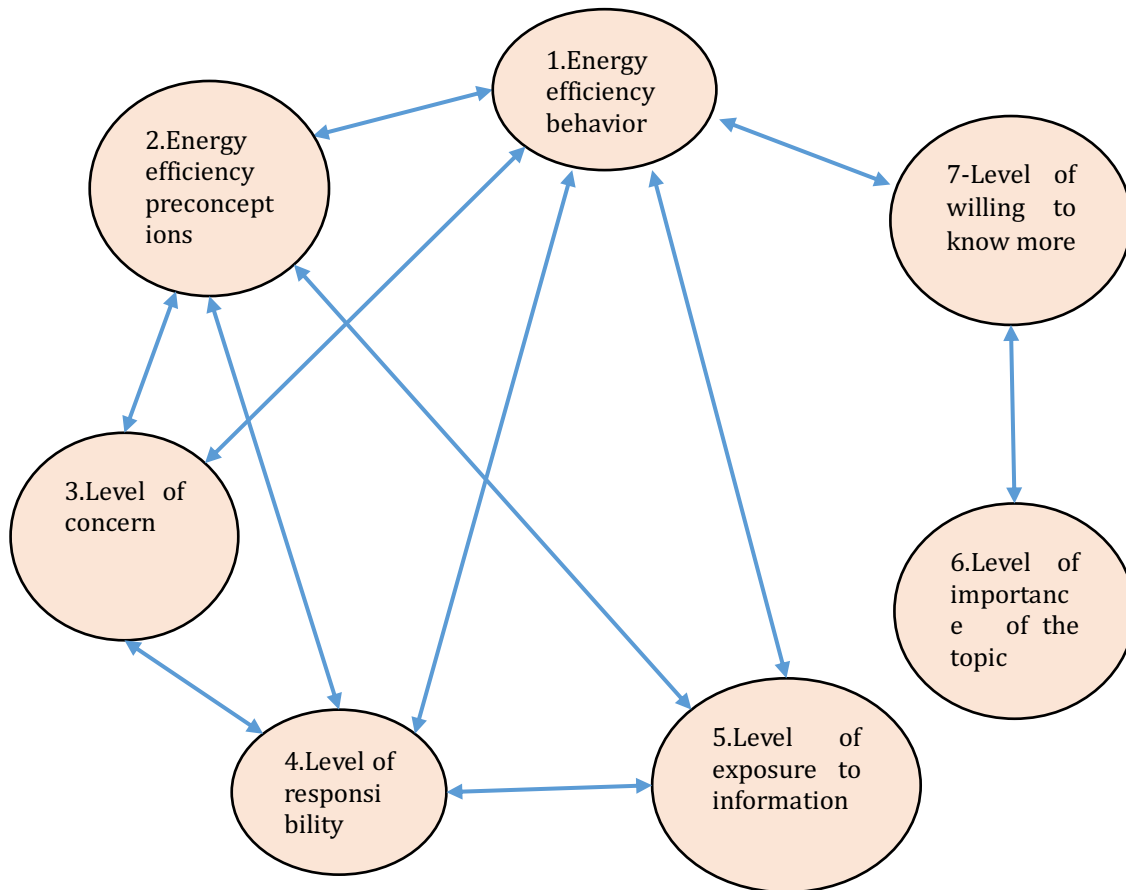 1.Energy
efficiency
behavior
2.Energy
efficiency
preconcept
ions
7-Level of
willing to
know more
3.Level of
concern
6.Level of
importanc
e of the
topic
5.Level of
exposure to
information
4.Level of
responsi
bility